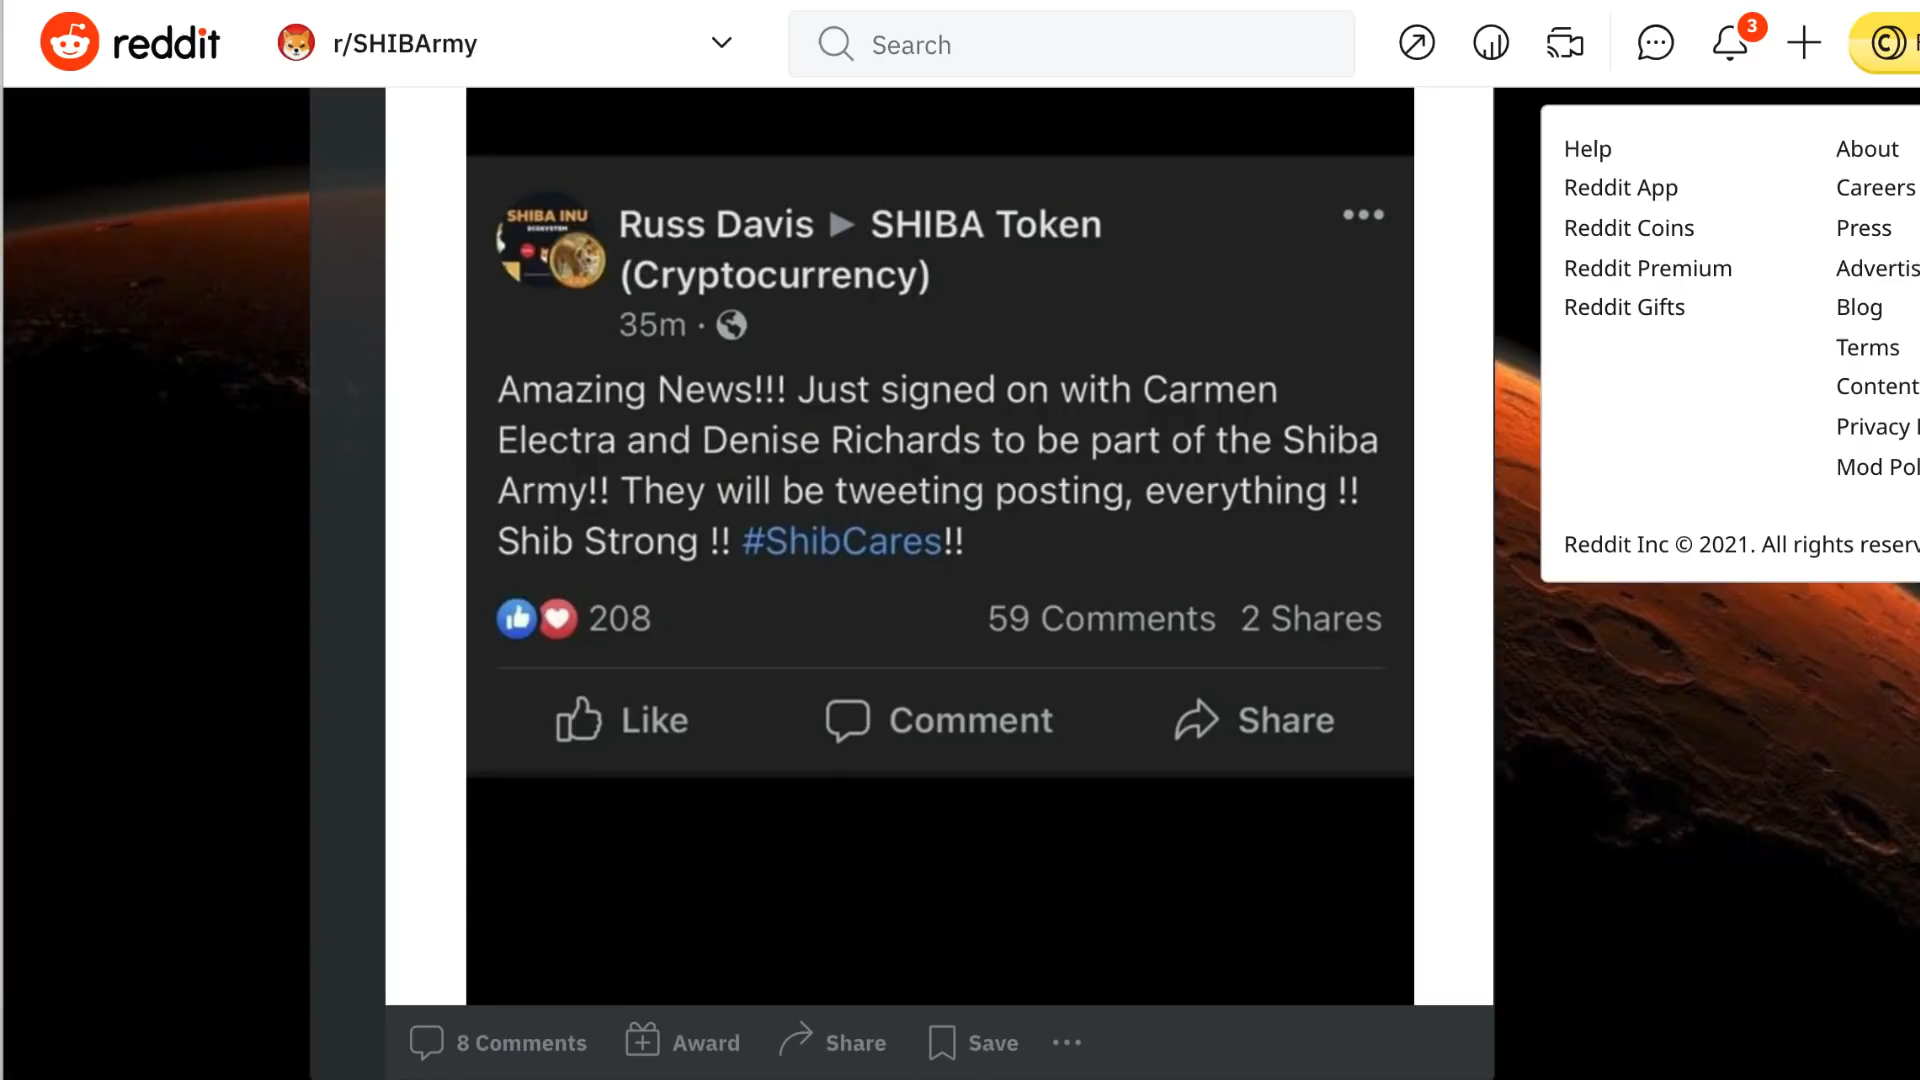 reddit
r/SHIBArmy
Search
3
SHIBA INU
ECOSYSTEM
Russ Davis ▶ SHIBA Token
(Cryptocurrency)
35m ·
Amazing News!!! Just signed on with Carmen
Electra and Denise Richards to be part of the Shiba
Army!! They will be tweeting posting, everything !!
Shib Strong !! #ShibCares!!
208
59 Comments 2 Shares
Like
Comment
Share
8 Comments
Award
Share
Save
Help
Reddit App
Reddit Coins
Reddit Premium
Reddit Gifts
About
Careers
Press
Advertis
Blog
Terms
Content
Privacy
Mod Pol
Reddit Inc © 2021. All rights reserv